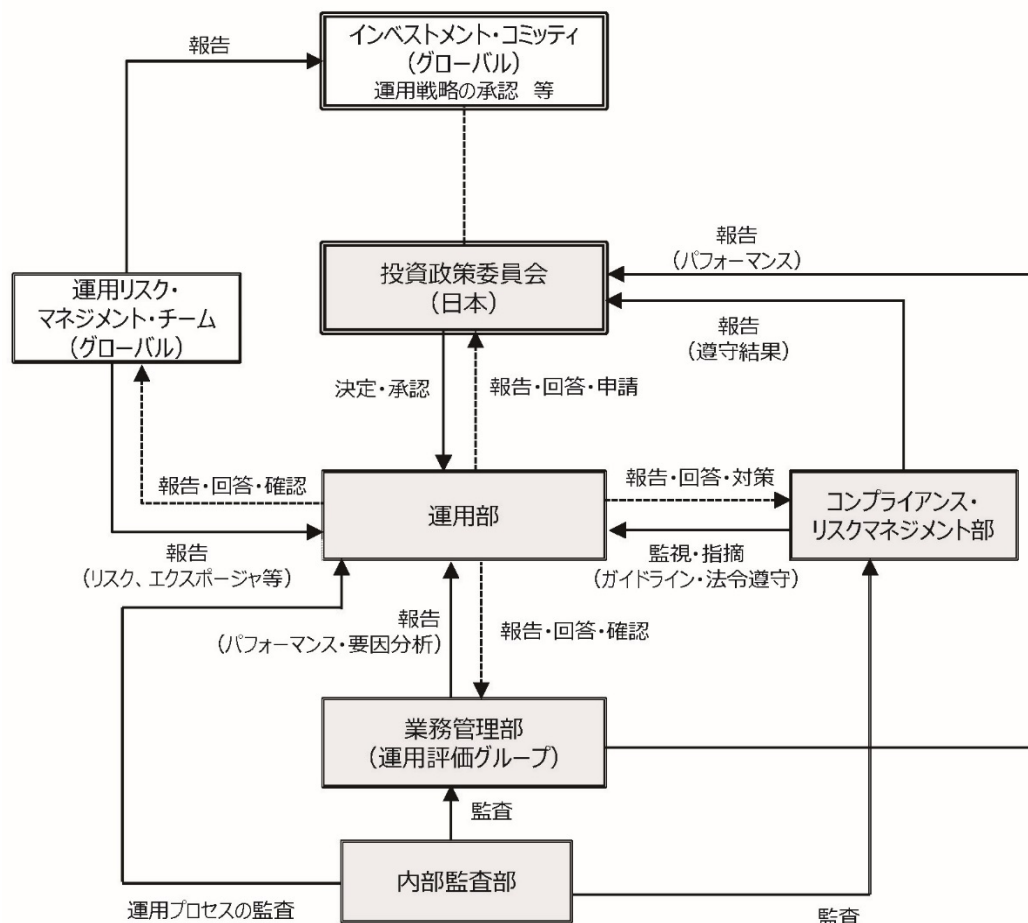 報告
インベストメント・コミッティ
(グローバル)
運用戦略の承認 等
報告
(パフォーマンス)
投資政策委員会
(日本)
運用リスク・
マネジメント・チーム
(グローバル)
報告
(遵守結果)
決定・承認
報告・回答・申請
報告・回答・確認
運用部
報告・回答・対策
コンプライアンス・
リスクマネジメント部
報告
(リスク、エクスポージャ等)
監視・指摘
(ガイドライン・法令遵守)
報告
(パフォーマンス・要因分析)
報告・回答・確認
業務管理部
(運用評価グループ)
監査
内部監査部
運用プロセスの監査
監査